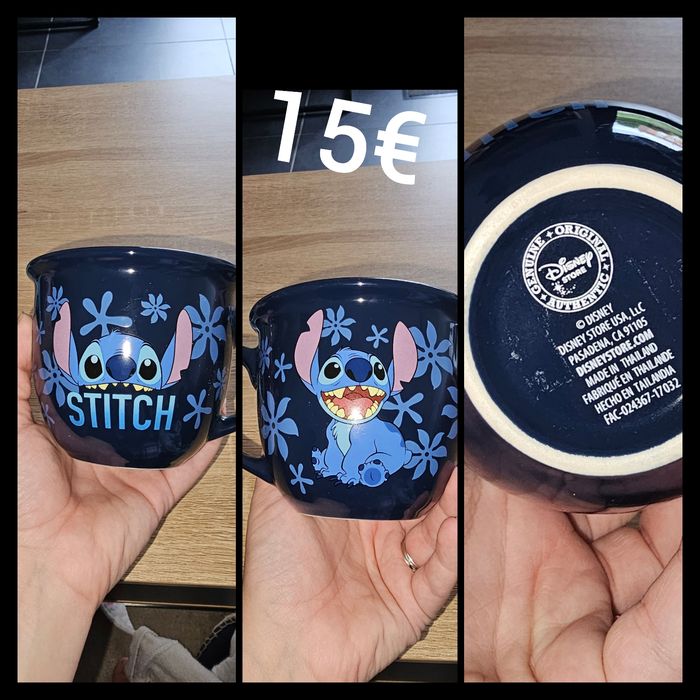 15€
STITCH
GENUINE ✦ ORIGINAL ✦ AUTHENTIC ✦
Disney
STORE
© DISNEY
DISNEY STORE USA, LLC
PASADENA, CA 91105
DISNEYSTORE.COM
MADE IN THAILAND
FABRIQUÉ EN THAÏLANDE
HECHO EN TAILANDIA
FAC-024367-17032